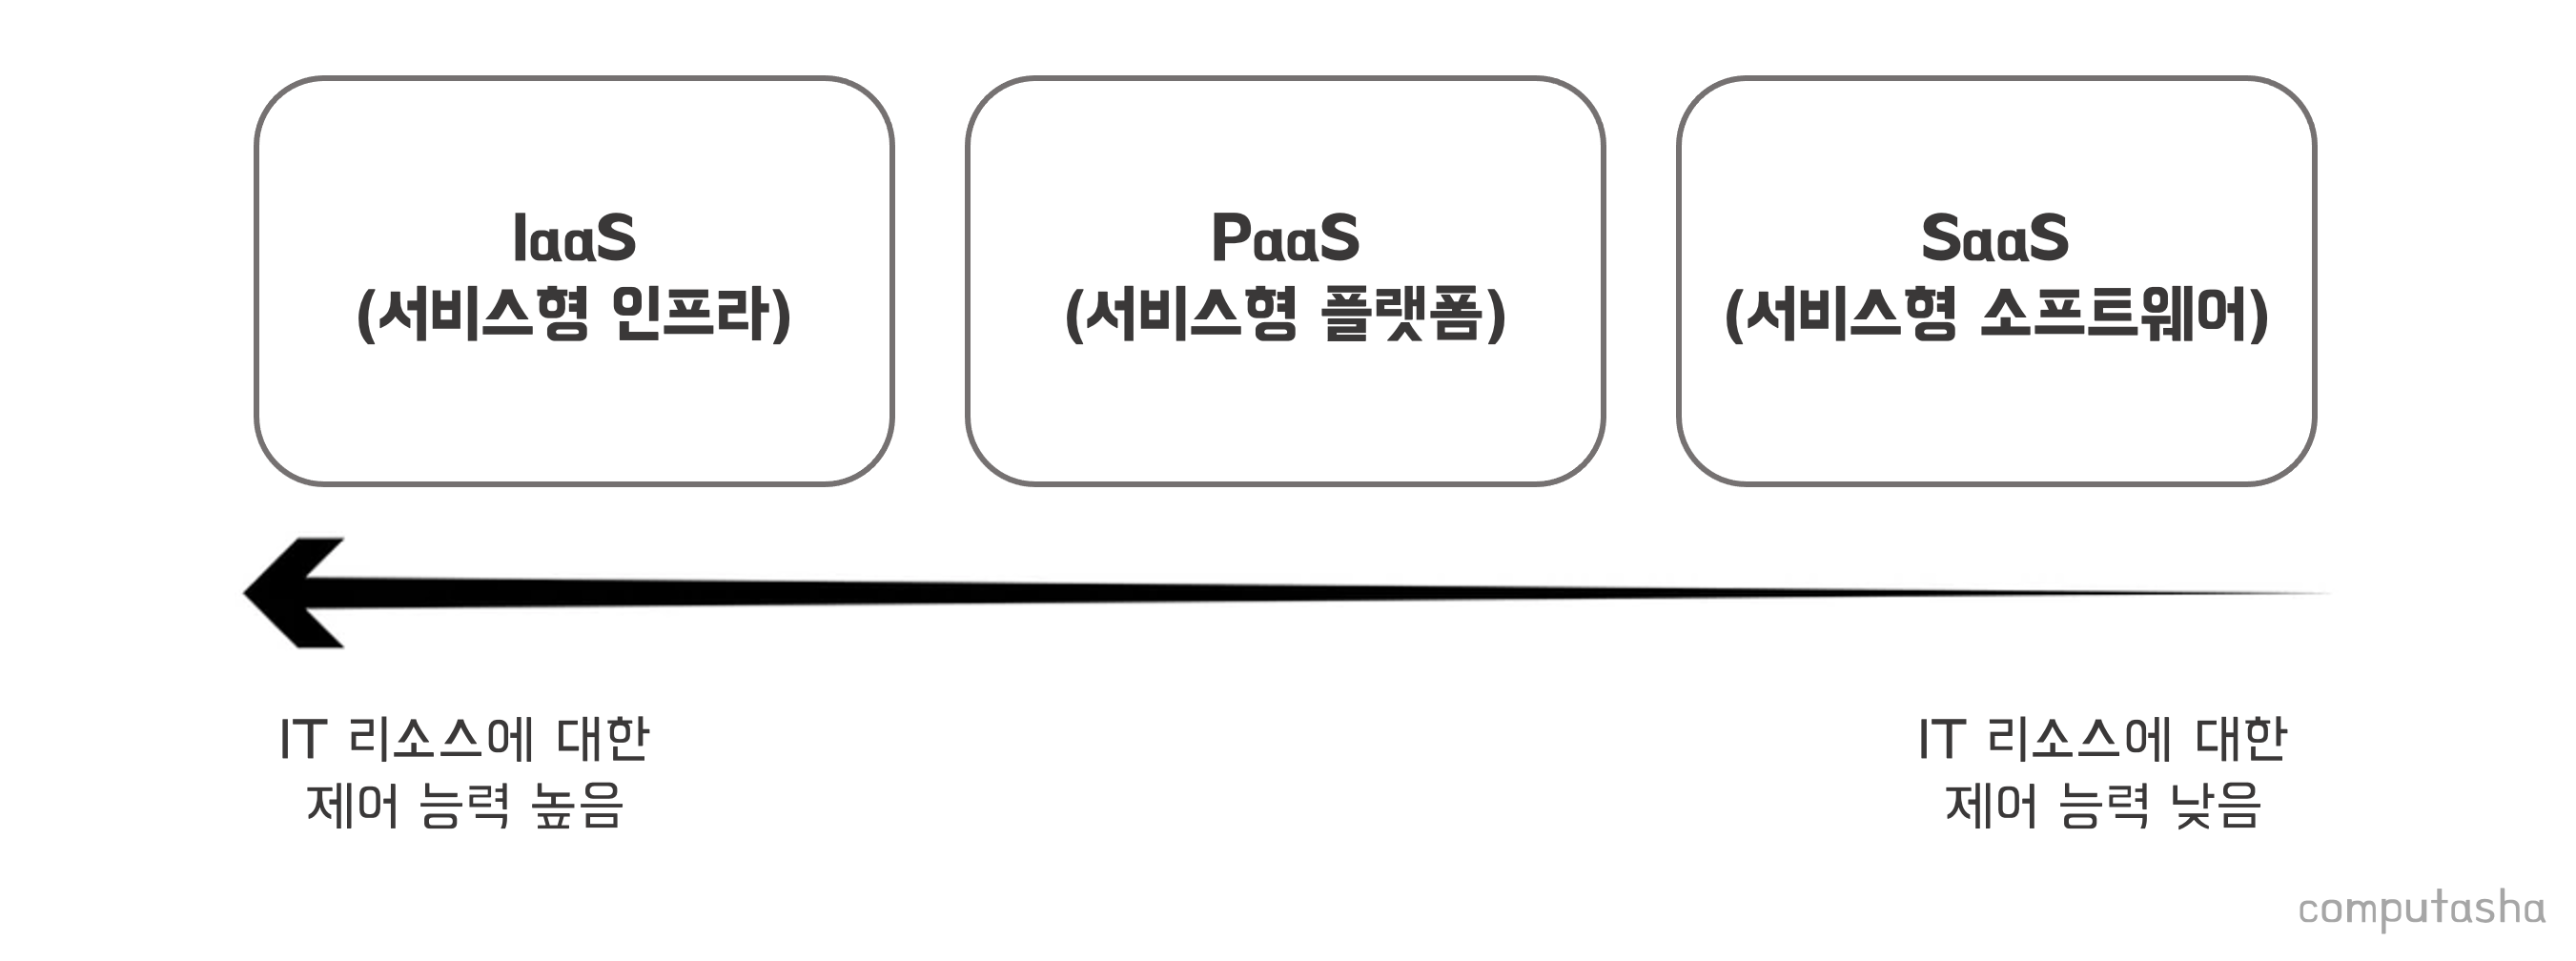 IaaS
(서비스형 인프라)
PaaS
(서비스형 플랫폼)
SaaS
(서비스형 소프트웨어)
IT 리소스에 대한
제어 능력 높음
IT 리소스에 대한
제어 능력 낮음
computasha